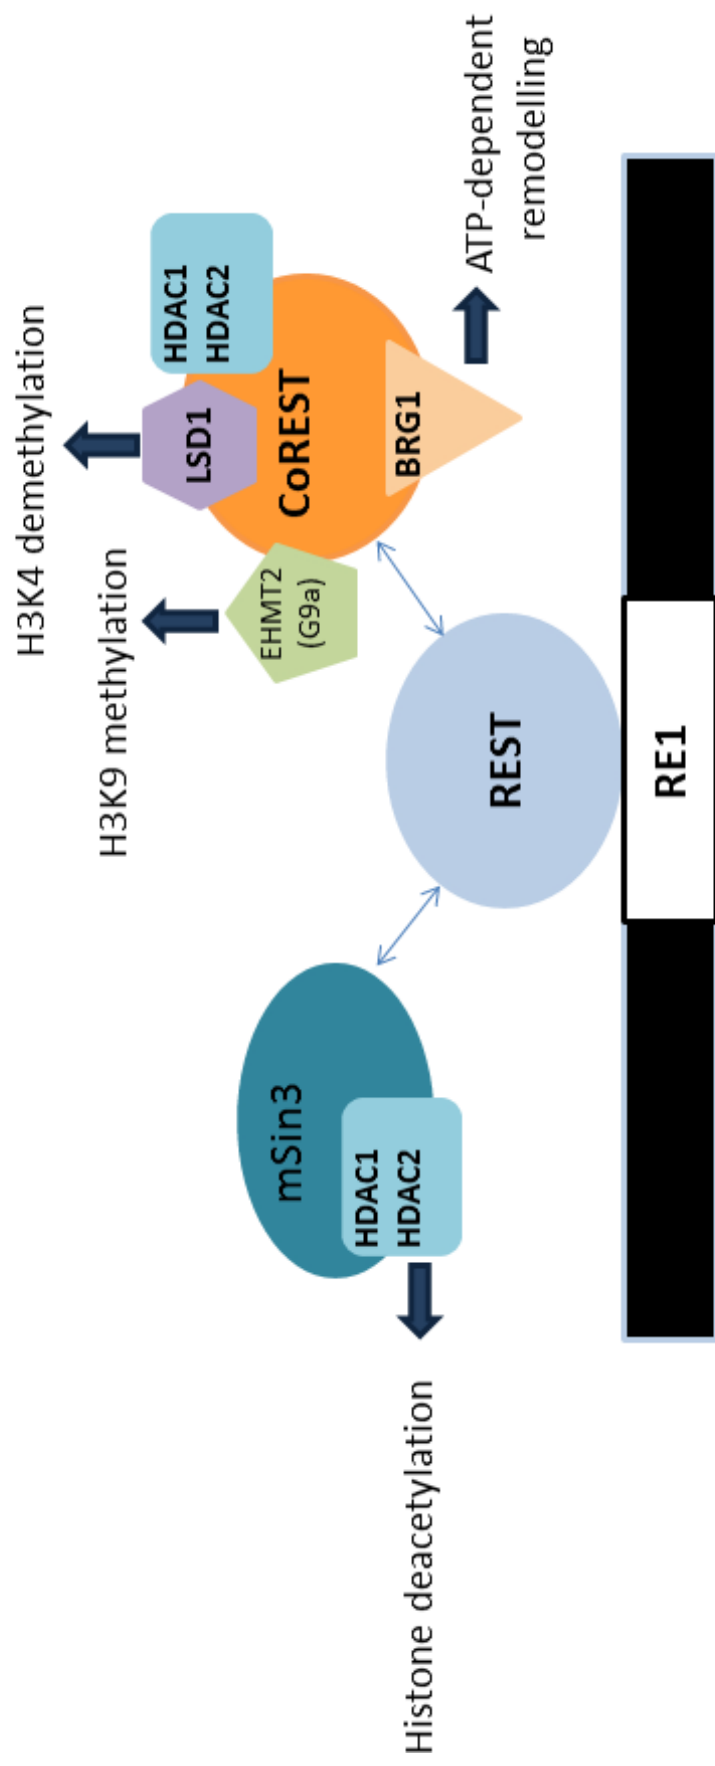 H3K4 demethylation
H3K9 methylation
LSD1
HDAC1
HDAC2
EHMT2
(G9a)
CoREST
BRG1
ATP-dependent
remodelling
mSin3
HDAC1
HDAC2
Histone deacetylation
REST
RE1